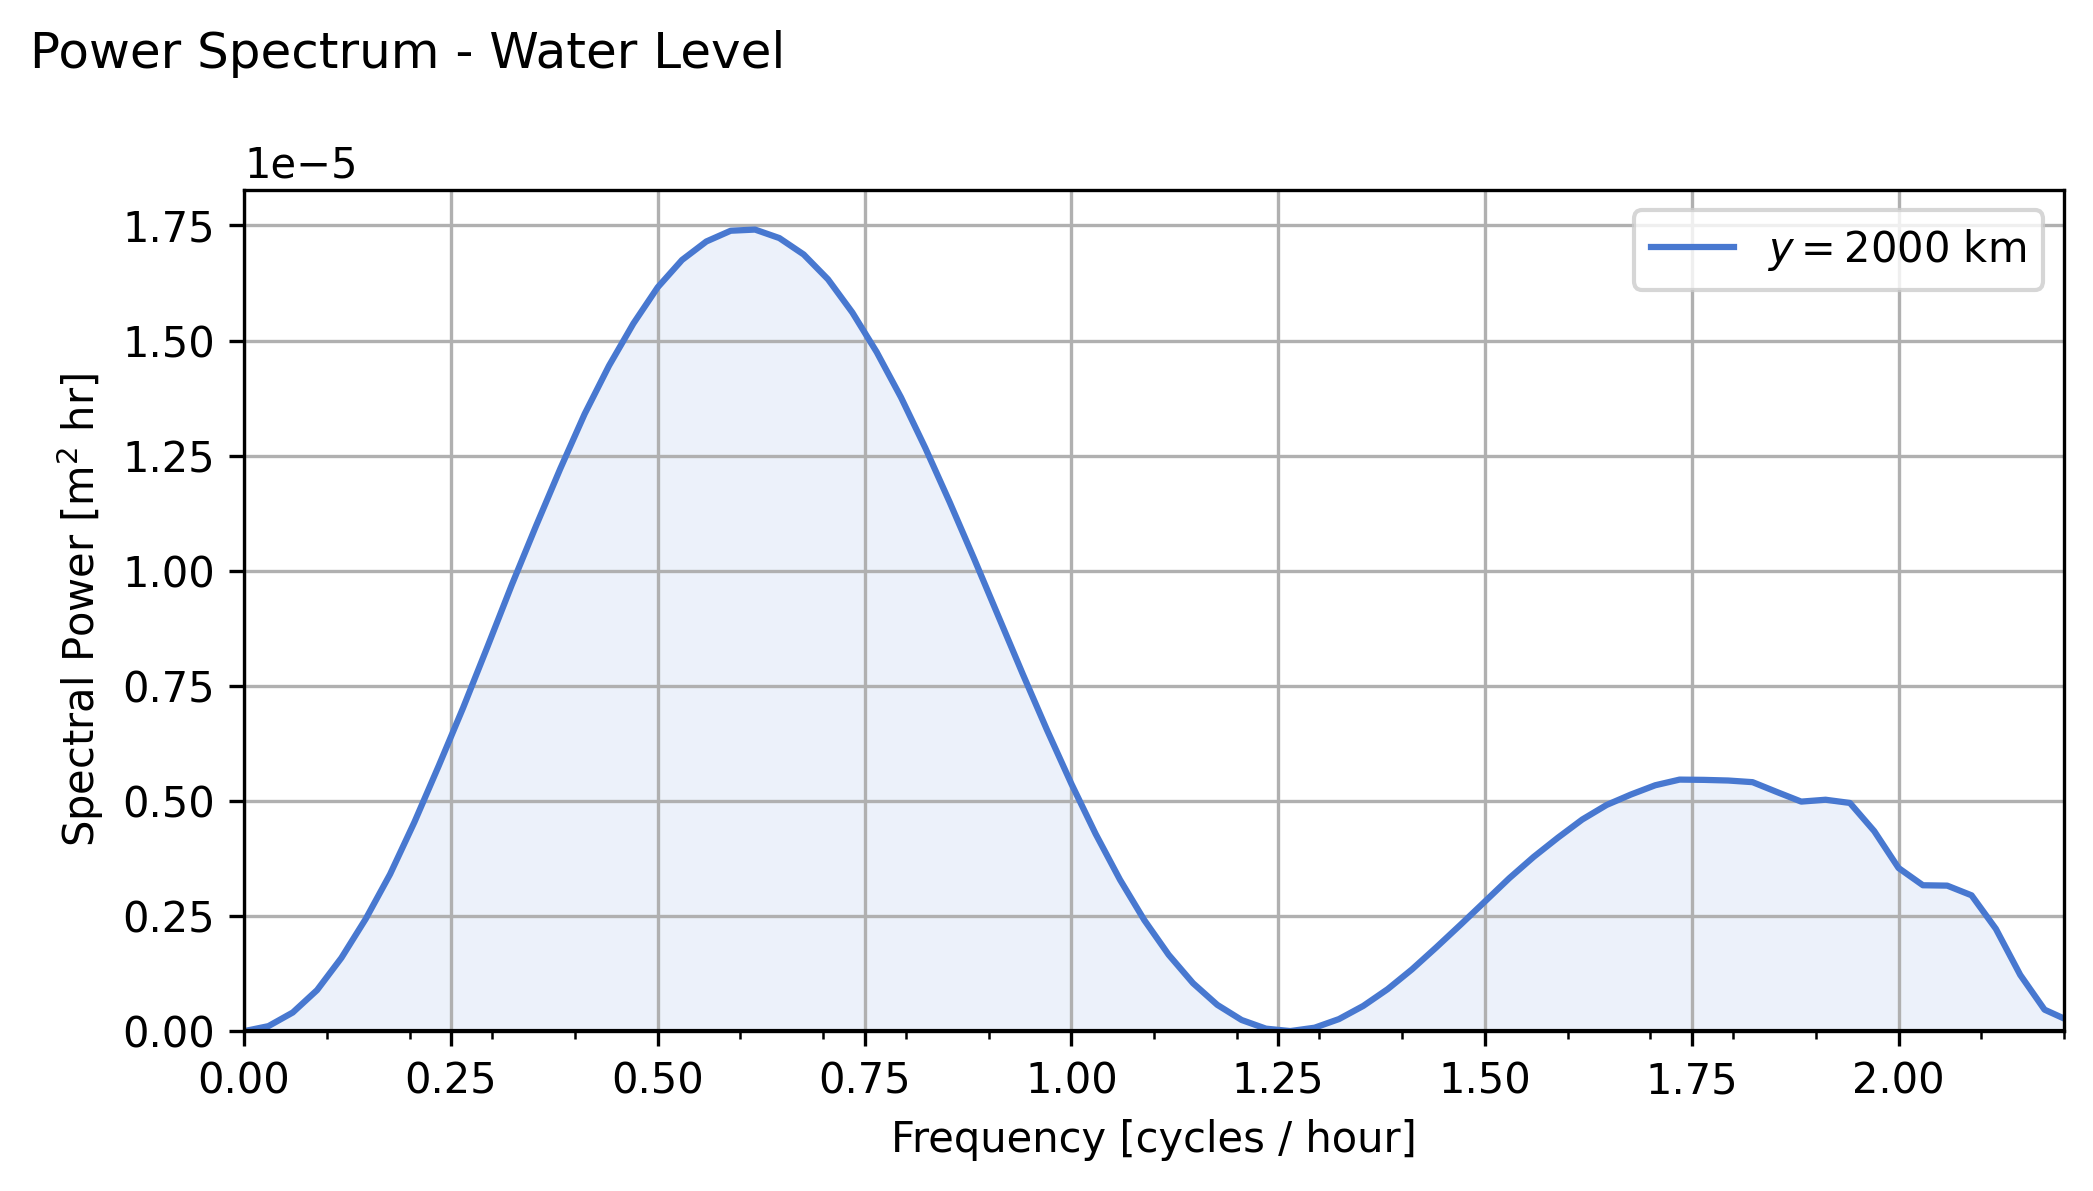 Power Spectrum - Water Level
1e−5
1.75
1.50
1.25
1.00
0.75
0.50
0.25
0.00
Spectral Power [m² hr]
y = 2000 km
0.00 0.25 0.50 0.75 1.00 1.25 1.50 1.75 2.00
Frequency [cycles / hour]